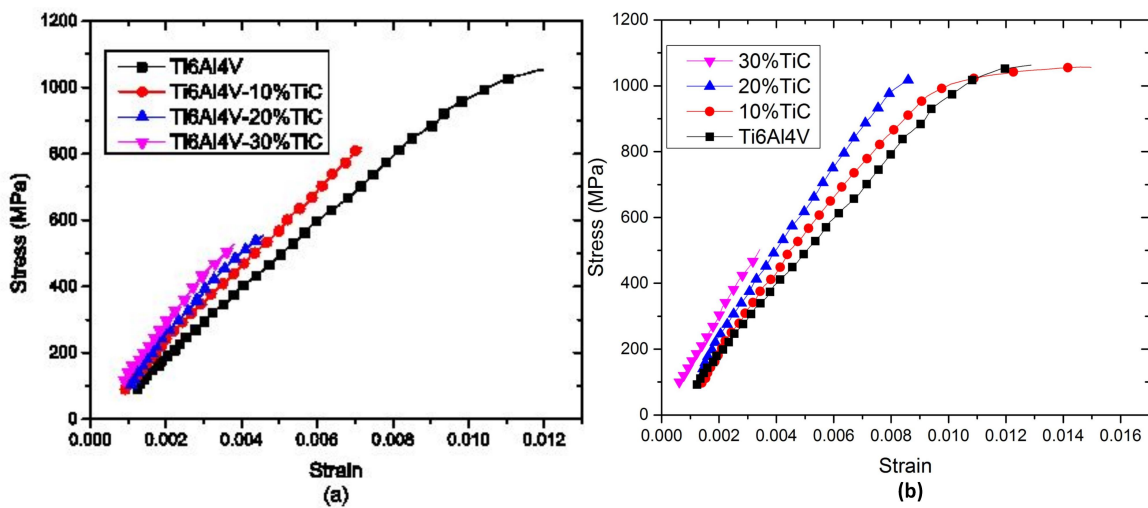 1200
1000
800
600
400
200
0
Stress (MPa)
Ti6Al4V
Ti6Al4V-10%TiC
Ti6Al4V-20%TiC
Ti6Al4V-30%TiC
0.000 0.002 0.004 0.006 0.008 0.010 0.012
Strain
(a)
1200
1000
800
600
400
200
0
Stress (MPa)
30%TiC
20%TiC
10%TiC
Ti6Al4V
0.000 0.002 0.004 0.006 0.008 0.010 0.012 0.014 0.016
Strain
(b)